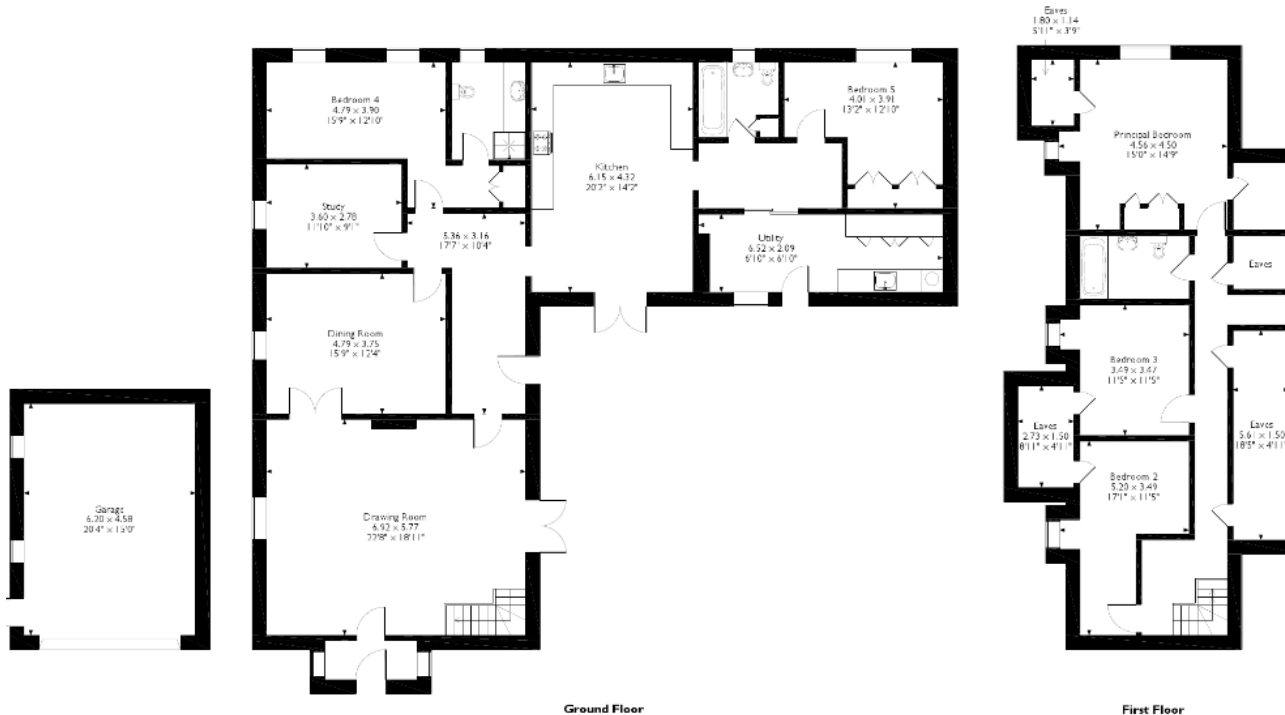 Bedroom 4
4.79 x 3.90
15'9" x 12'10"
Study
3.60 x 2.78
11'10" x 9'1"
5.36 x 3.16
17'7" x 10'4"
Dining Room
4.79 x 3.75
15'9" x 12'4"
Drawing Room
6.92 x 5.77
22'8" x 18'11"
Kitchen
6.15 x 4.32
20'2" x 14'2"
Bedroom 5
4.01 x 3.91
13'2" x 12'10"
Utility
6.52 x 2.09
6'10" x 6'10"
Garage
6.20 x 4.58
20'4" x 15'0"
Ground Floor
Eaves
1.80 x 1.14
5'11" x 3'9"
Principal Bedroom
4.56 x 4.50
15'0" x 14'9"
Eaves
Bedroom 3
3.49 x 3.47
11'5" x 11'5"
Eaves
2.73 x 1.50
8'11" x 4'11"
Eaves
5.61 x 1.50
18'5" x 4'11"
Bedroom 2
5.20 x 3.49
17'1" x 11'5"
First Floor